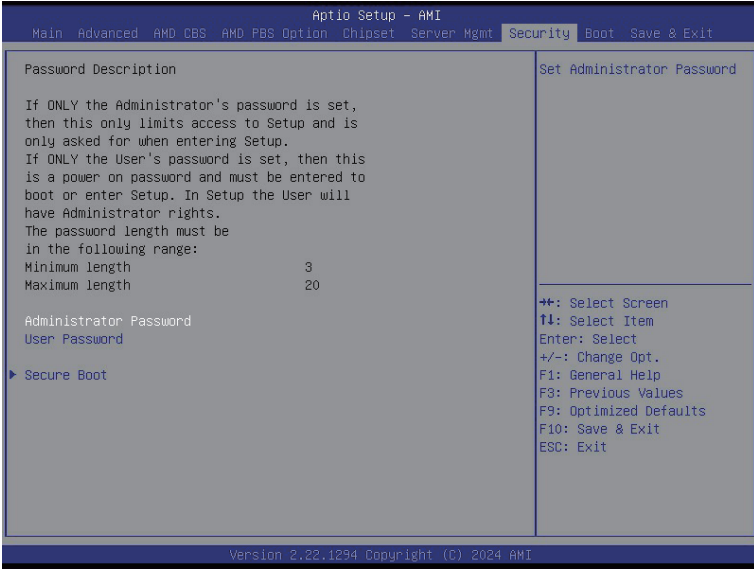 Aptio Setup – AMI
Main Advanced AMD CBS AMD PBS Option Chipset Server Mgmt Security Boot Save & Exit
Password Description
If ONLY the Administrator's password is set,
then this only limits access to Setup and is
only asked for when entering Setup.
If ONLY the User's password is set, then this
is a power on password and must be entered to
boot or enter Setup. In Setup the User will
have Administrator rights.
The password length must be
in the following range:
Minimum length 3
Maximum length 20
Administrator Password
User Password
Secure Boot
Set Administrator Password
→←: Select Screen
↑↓: Select Item
Enter: Select
+/-: Change Opt.
F1: General Help
F3: Previous Values
F9: Optimized Defaults
F10: Save & Exit
ESC: Exit
Version 2.22.1294 Copyright (C) 2024 AMI